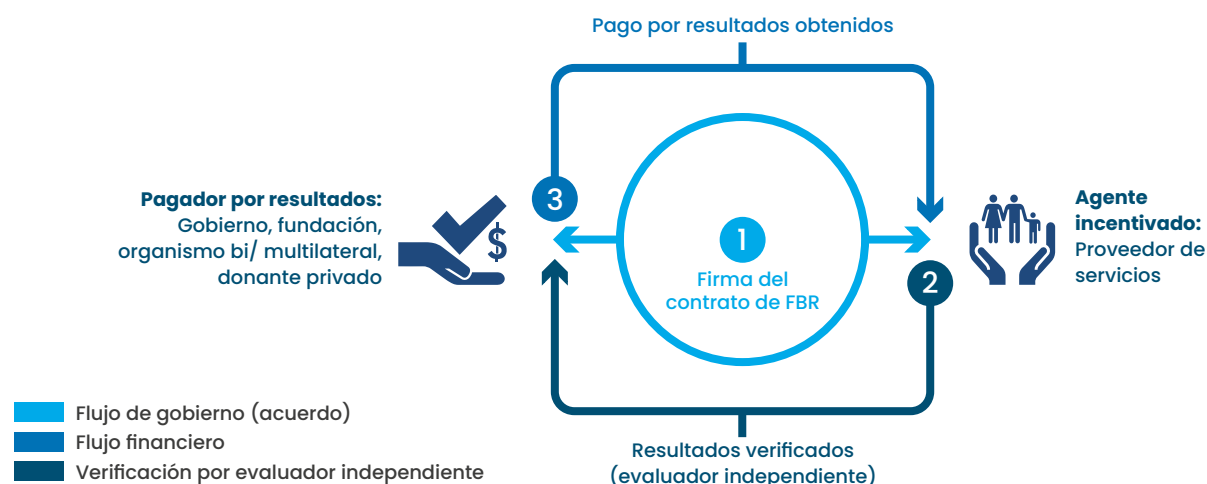 Pago por resultados obtenidos
Pagador por resultados:
Gobierno, fundación,
organismo bi/ multilateral,
donante privado
$
3
1
Firma del
contrato de FBR
2
Agente
incentivado:
Proveedor de
servicios
Resultados verificados
(evaluador independiente)
Flujo de gobierno (acuerdo)
Flujo financiero
Verificación por evaluador independiente